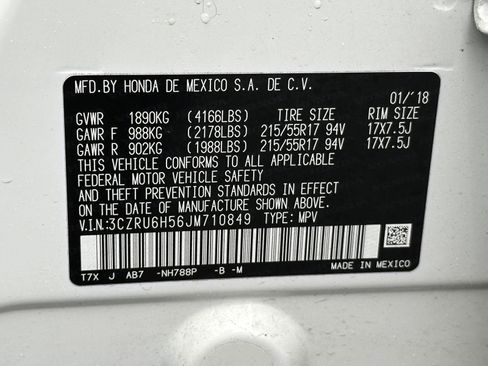 MFD.BY HONDA DE MEXICO S.A. DE C.V.
01/'18
GVWR 1890KG (4166LBS) TIRE SIZE RIM SIZE
GAWR F 988KG (2178LBS) 215/55R17 94V 17X7.5J
GAWR R 902KG (1988LBS) 215/55R17 94V 17X7.5J
THIS VEHICLE CONFORMS TO ALL APPLICABLE
FEDERAL MOTOR VEHICLE SAFETY
AND THEFT PREVENTION STANDARDS IN EFFECT
ON THE DATE OF MANUFACTURE SHOWN ABOVE.
V.I.N.:3CZRU6H56JM710849 TYPE: MPV
T7X J AB7 -NH788P -B -M MADE IN MEXICO